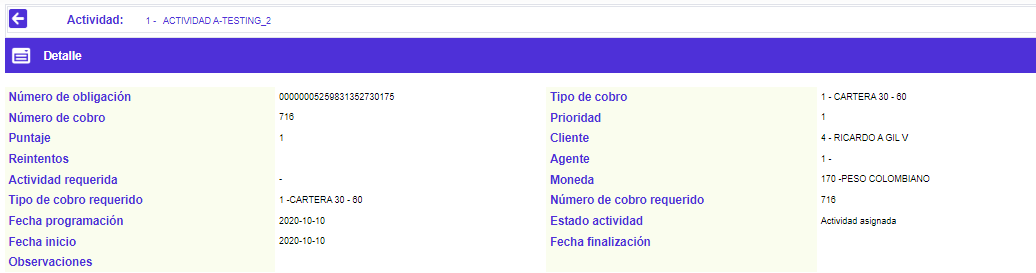 Actividad: 1 - ACTIVIDAD A-TESTING_2
Detalle
Número de obligación 00000005259831352730175 Tipo de cobro 1 - CARTERA 30 - 60
Número de cobro 716 Prioridad 1
Puntaje 1 Cliente 4 - RICARDO A GIL V
Reintentos Agente 1 -
Actividad requerida - Moneda 170 -PESO COLOMBIANO
Tipo de cobro requerido 1 -CARTERA 30 - 60 Número de cobro requerido 716
Fecha programación 2020-10-10 Estado actividad Actividad asignada
Fecha inicio 2020-10-10 Fecha finalización
Observaciones